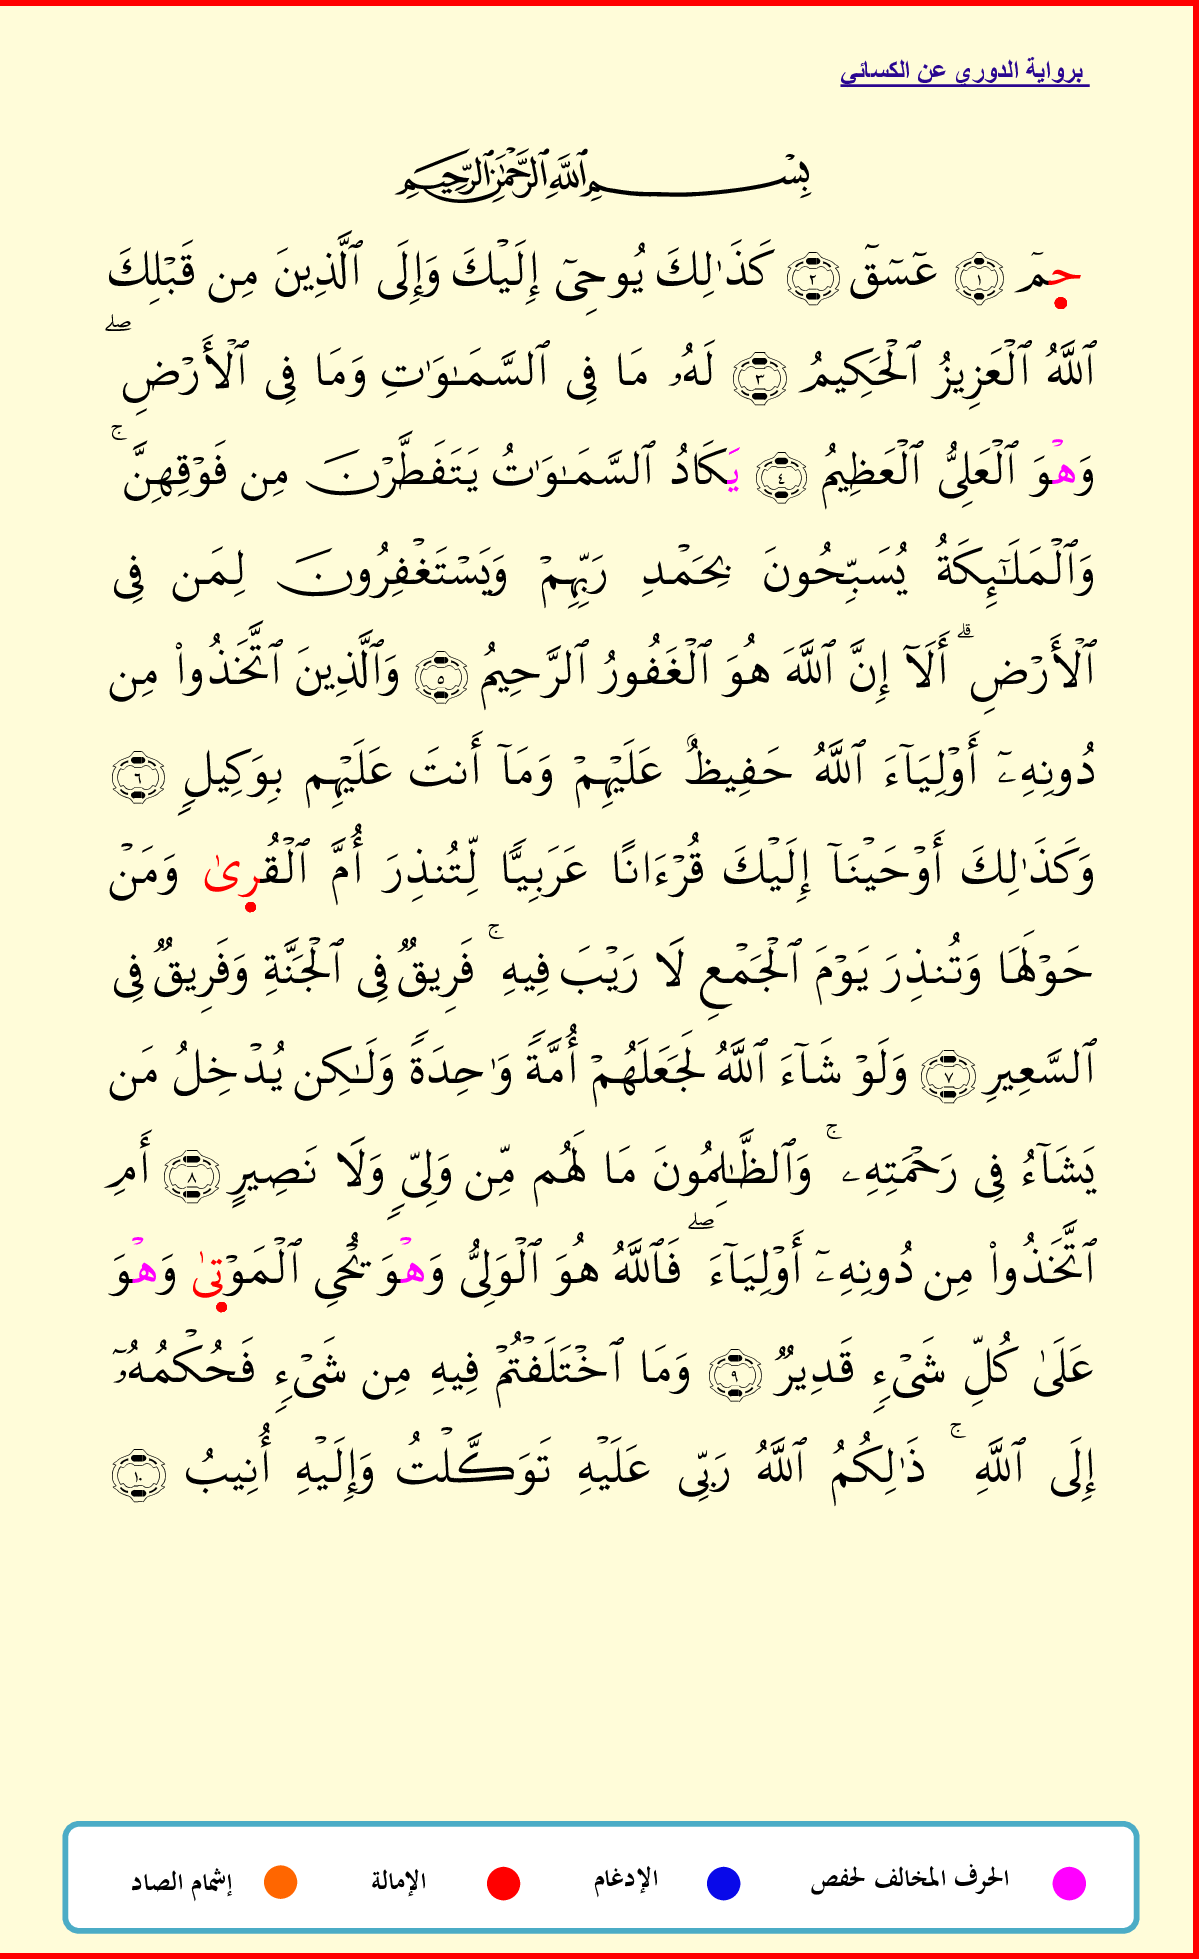 برواية الدوري عن الكسائي
بِسْمِ ٱللَّهِ ٱلرَّحْمَٰنِ ٱلرَّحِيمِ
حمٓ ١ عٓسٓقٓ ٢ كَذَٰلِكَ يُوحِىٓ إِلَيْكَ وَإِلَى ٱلَّذِينَ مِن قَبْلِكَ
ٱللَّهُ ٱلْعَزِيزُ ٱلْحَكِيمُ ٣ لَهُۥ مَا فِى ٱلسَّمَـٰوَٰتِ وَمَا فِى ٱلْأَرْضِ ۖ
وَهْوَ ٱلْعَلِىُّ ٱلْعَظِيمُ ٤ يَكَادُ ٱلسَّمَـٰوَٰتُ يَتَفَطَّرْنَ مِن فَوْقِهِنَّ ۚ
وَٱلْمَلَـٰٓئِكَةُ يُسَبِّحُونَ بِحَمْدِ رَبِّهِمْ وَيَسْتَغْفِرُونَ لِمَن فِى
ٱلْأَرْضِ ۗ أَلَآ إِنَّ ٱللَّهَ هُوَ ٱلْغَفُورُ ٱلرَّحِيمُ ٥ وَٱلَّذِينَ ٱتَّخَذُوا۟ مِن
دُونِهِۦٓ أَوْلِيَآءَ ٱللَّهُ حَفِيظٌ عَلَيْهِمْ وَمَآ أَنتَ عَلَيْهِم بِوَكِيلٍ ٦
وَكَذَٰلِكَ أَوْحَيْنَآ إِلَيْكَ قُرْءَانًا عَرَبِيًّا لِّتُنذِرَ أُمَّ ٱلْقُرِىٰ وَمَنْ
حَوْلَهَا وَتُنذِرَ يَوْمَ ٱلْجَمْعِ لَا رَيْبَ فِيهِ ۚ فَرِيقٌ فِى ٱلْجَنَّةِ وَفَرِيقٌ فِى
ٱلسَّعِيرِ ٧ وَلَوْ شَآءَ ٱللَّهُ لَجَعَلَهُمْ أُمَّةً وَٰحِدَةً وَلَـٰكِن يُدْخِلُ مَن
يَشَآءُ فِى رَحْمَتِهِۦ ۚ وَٱلظَّـٰلِمُونَ مَا لَهُم مِّن وَلِىٍّ وَلَا نَصِيرٍ ٨ أَمِ
ٱتَّخَذُوا۟ مِن دُونِهِۦٓ أَوْلِيَآءَ ۖ فَٱللَّهُ هُوَ ٱلْوَلِىُّ وَهْوَ يُحْىِ ٱلْمَوْتِىٰ وَهْوَ
عَلَىٰ كُلِّ شَىْءٍ قَدِيرٌ ٩ وَمَا ٱخْتَلَفْتُمْ فِيهِ مِن شَىْءٍ فَحُكْمُهُۥٓ
إِلَى ٱللَّهِ ۚ ذَٰلِكُمُ ٱللَّهُ رَبِّى عَلَيْهِ تَوَكَّلْتُ وَإِلَيْهِ أُنِيبُ ١٠
الحرف المخالف لحفص الإدغام الإمالة إشمام الصاد